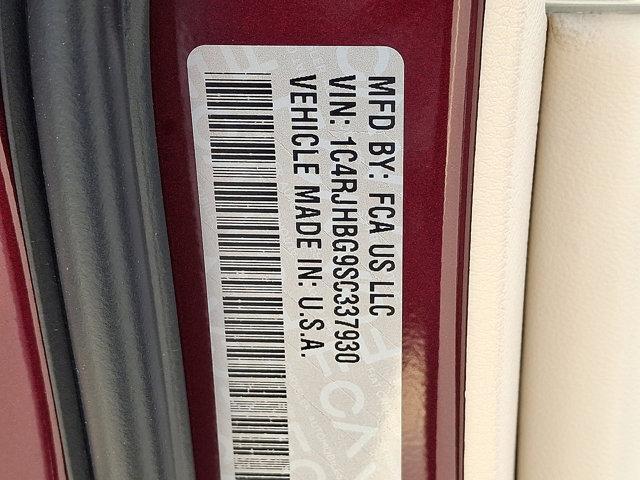 MFD BY: FCA US LLC
VIN: 1C4RJHBG9SC337930
VEHICLE MADE IN: U.S.A.